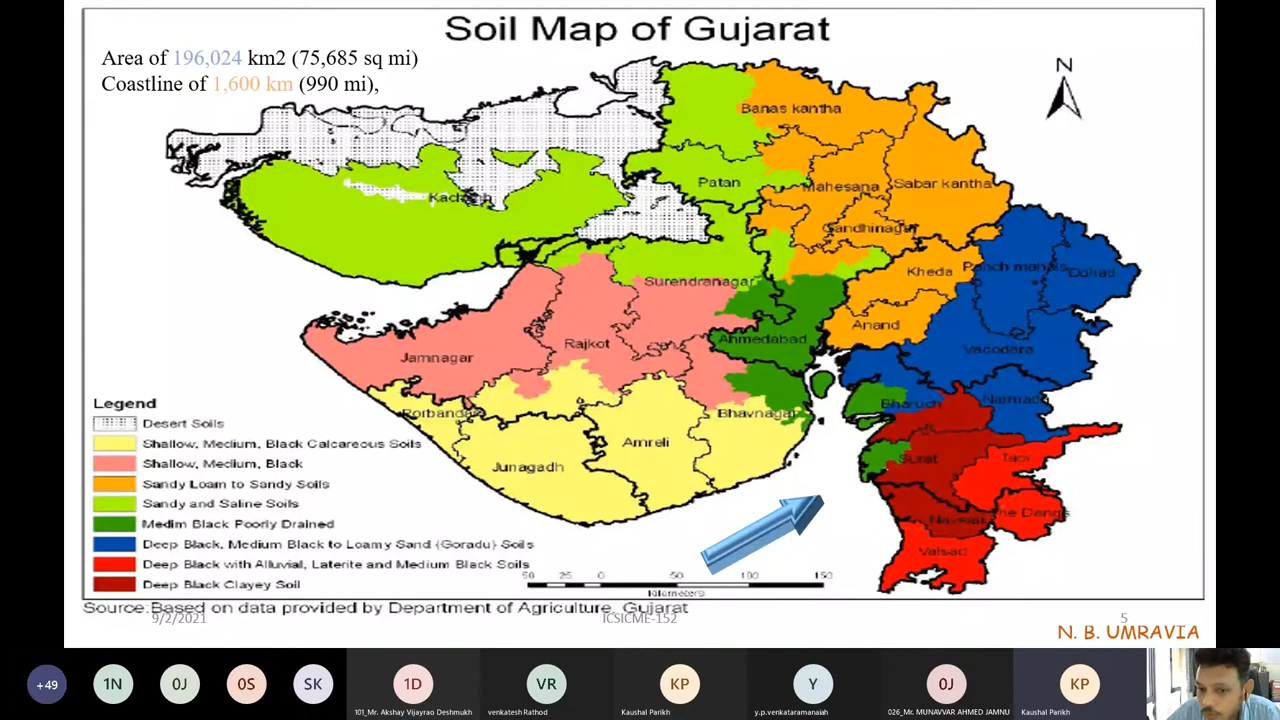 Soil Map of Gujarat
Area of 196,024 km2 (75,685 sq mi)
Coastline of 1,600 km (990 mi),
N
Banas kantha
Patan
Mahesana
Sabar kantha
Kachchh
Gandhinagar
Surendranagar
Kheda
Panch mahals
Dohad
Anand
Ahmedabad
Rajkot
Jamnagar
Vadodara
Porbandar
Bhavnagar
Bharuch
Narmada
Amreli
Junagadh
Surat
Tapi
The Dangs
Navsari
Valsad
Legend
Desert Soils
Shallow, Medium, Black Calcareous Soils
Shallow, Medium, Black
Sandy Loam to Sandy Soils
Sandy and Saline Soils
Medim Black Poorly Drained
Deep Black, Medium Black to Loamy Sand (Goradu) Soils
Deep Black with Alluvial, Laterite and Medium Black Soils
Deep Black Clayey Soil
50 25 0 50 100 150
Kilometers
Source:Based on data provided by Department of Agriculture, Gujarat
9/2/2021 ICSICME-152 5
N. B. UMRAVIA
+49 1N 0J 0S SK 1D VR KP Y 0J KP
101_Mr. Akshay Vijayrao Deshmukh venkatesh Rathod Kaushal Parikh y.p.venkataramanaiah 026_Mr. MUNAVVAR AHMED JAMNU Kaushal Parikh